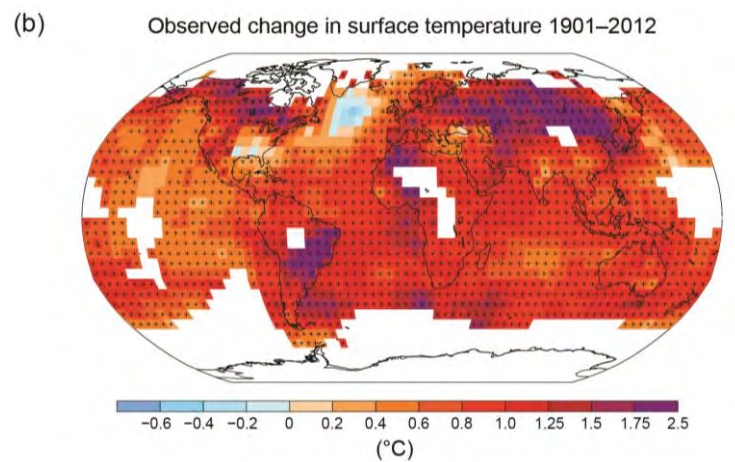 (b)
Observed change in surface temperature 1901–2012
−0.6 −0.4 −0.2 0 0.2 0.4 0.6 0.8 1.0 1.25 1.5 1.75 2.5
(°C)